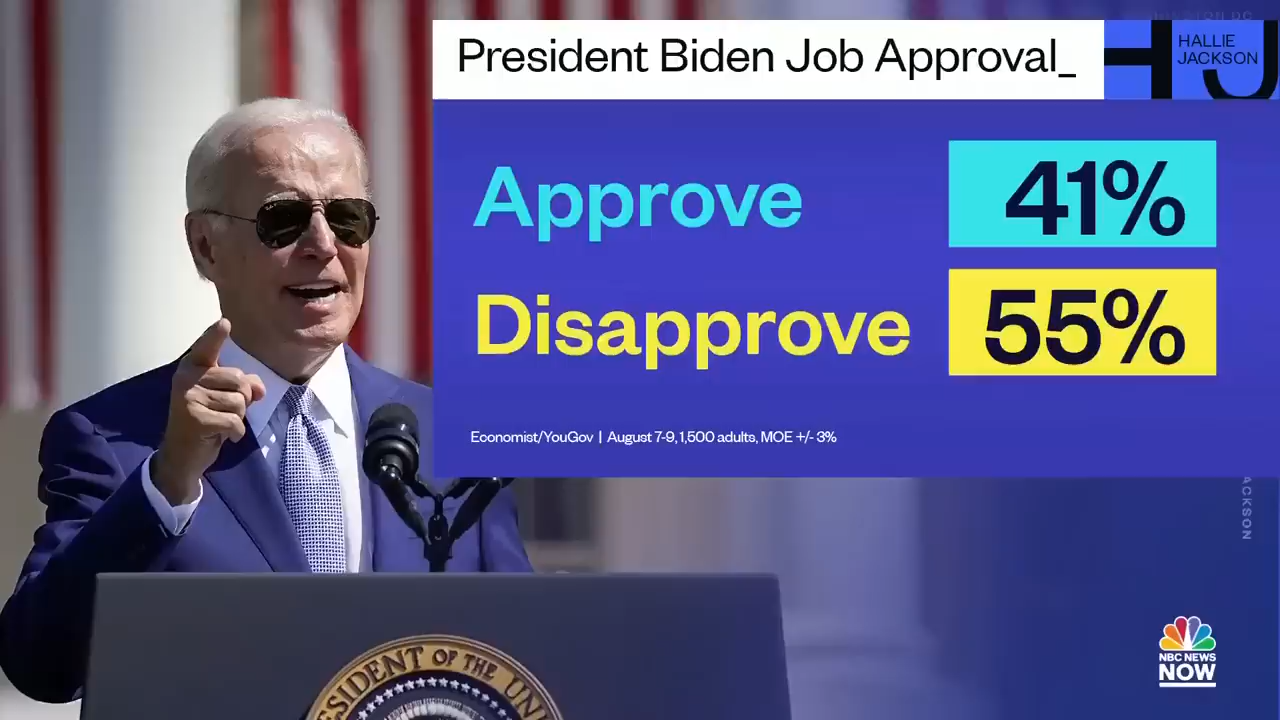 President Biden Job Approval_
HALLIE
JACKSON
HJ
Approve 41%
Disapprove 55%
Economist/YouGov | August 7-9, 1,500 adults, MOE +/- 3%
NBC NEWS
NOW